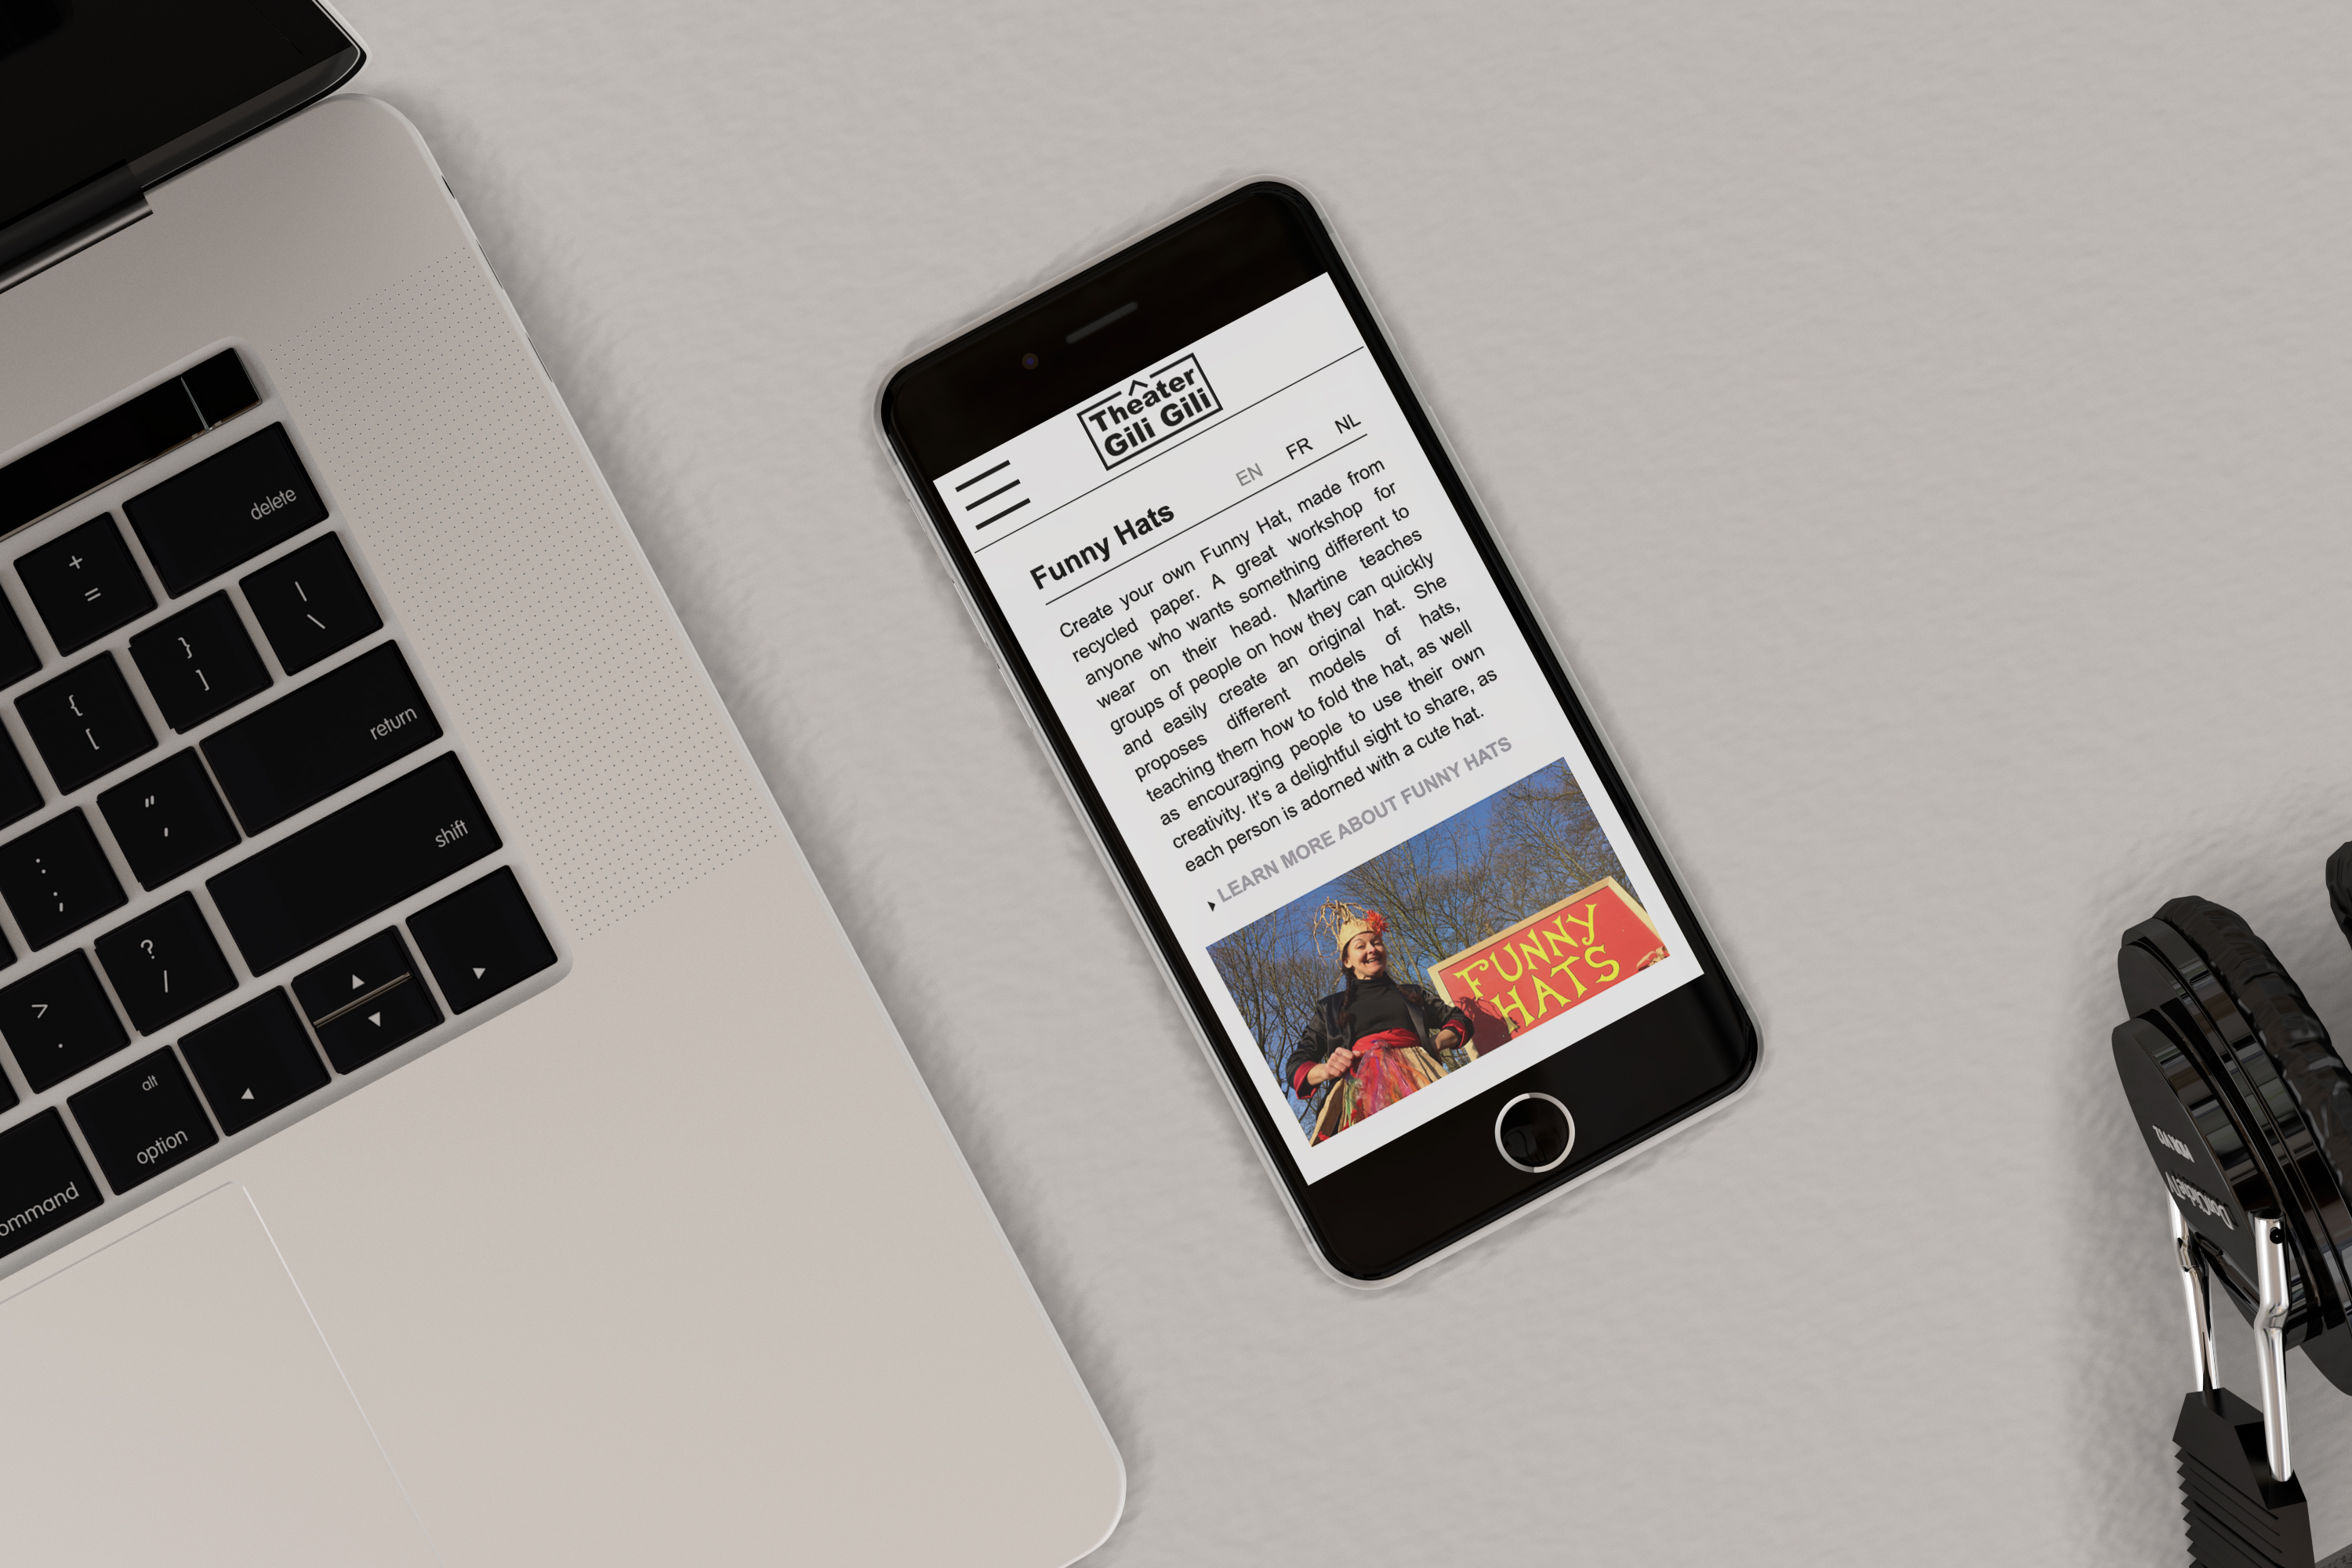 delete
+
=
|
\
}
]
{
[
return
"
'
:
;
shift
?
/
>
.
alt
option
ommand
Theater
Gili Gili
EN FR NL
Funny Hats
Create your own Funny Hat, made from
recycled paper. A great workshop for
anyone who wants something different to
wear on their head. Martine teaches
groups of people on how they can quickly
and easily create an original hat. She
proposes different models of hats,
teaching them how to fold the hat, as well
as encouraging people to use their own
creativity. It's a delightful sight to share, as
each person is adorned with a cute hat.
LEARN MORE ABOUT FUNNY HATS
FUNNY
HATS